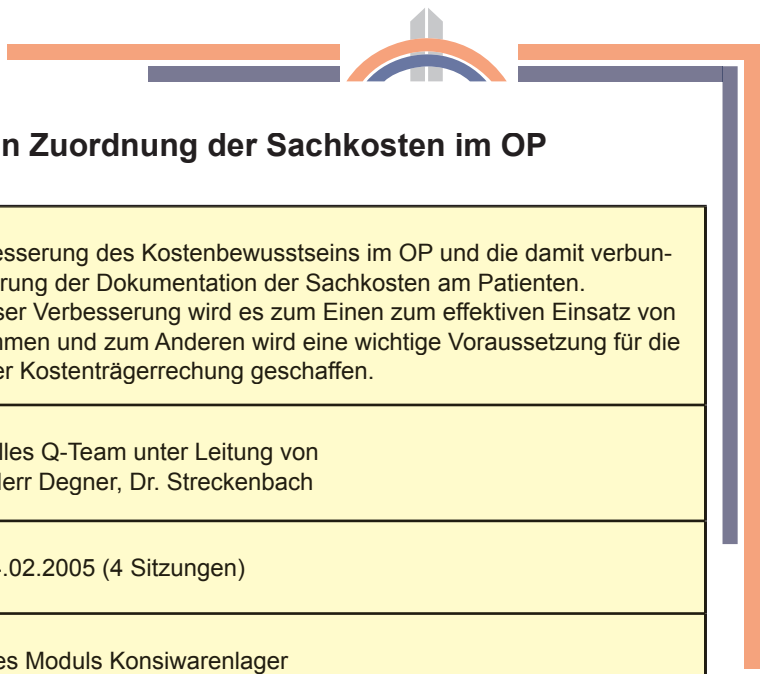 n Zuordnung der Sachkosten im OP
esserung des Kostenbewusstseins im OP und die damit verbun-
rung der Dokumentation der Sachkosten am Patienten.
ser Verbesserung wird es zum Einen zum effektiven Einsatz von
nmen und zum Anderen wird eine wichtige Voraussetzung für die
er Kostenträgerrechung geschaffen.
lles Q-Team unter Leitung von
Herr Degner, Dr. Streckenbach
.02.2005 (4 Sitzungen)
es Moduls Konsiwarenlager